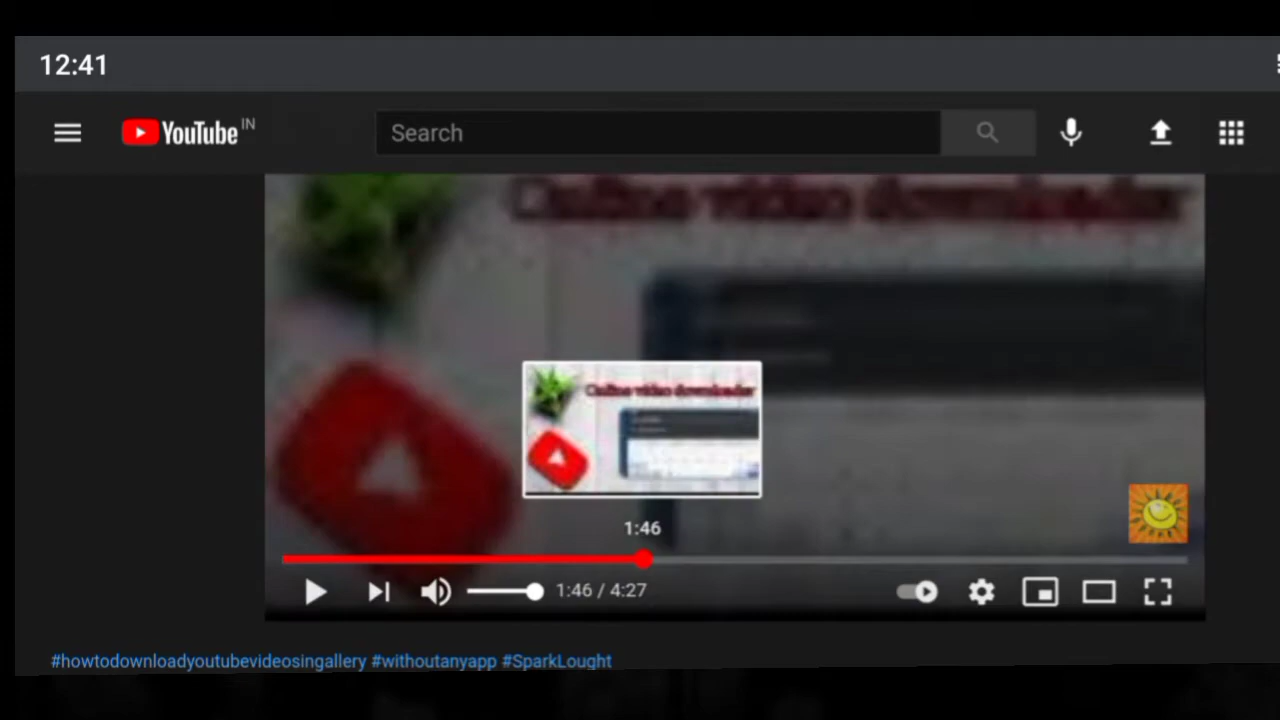 12:41
YouTube IN
Search
Online video downloader
Online video downloader
1:46
1:46 / 4:27
#howtodownloadyoutubevideosingallery #withoutanyapp #SparkLought